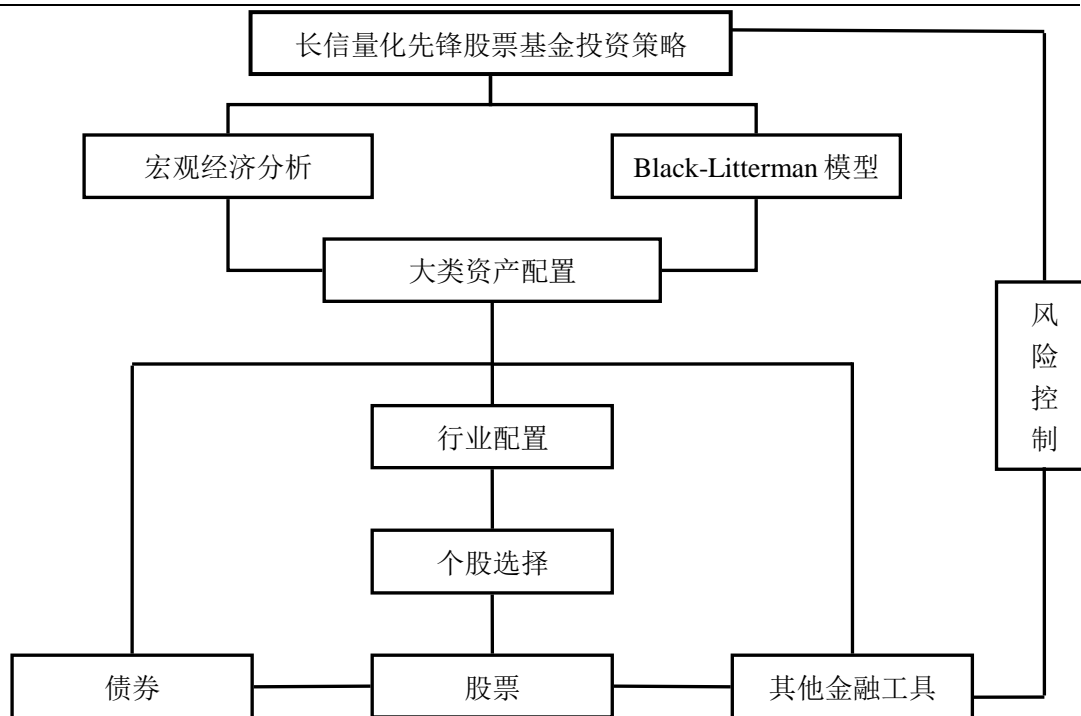 长信量化先锋股票基金投资策略
宏观经济分析
Black-Litterman 模型
大类资产配置
风
险
控
制
行业配置
个股选择
债券
股票
其他金融工具